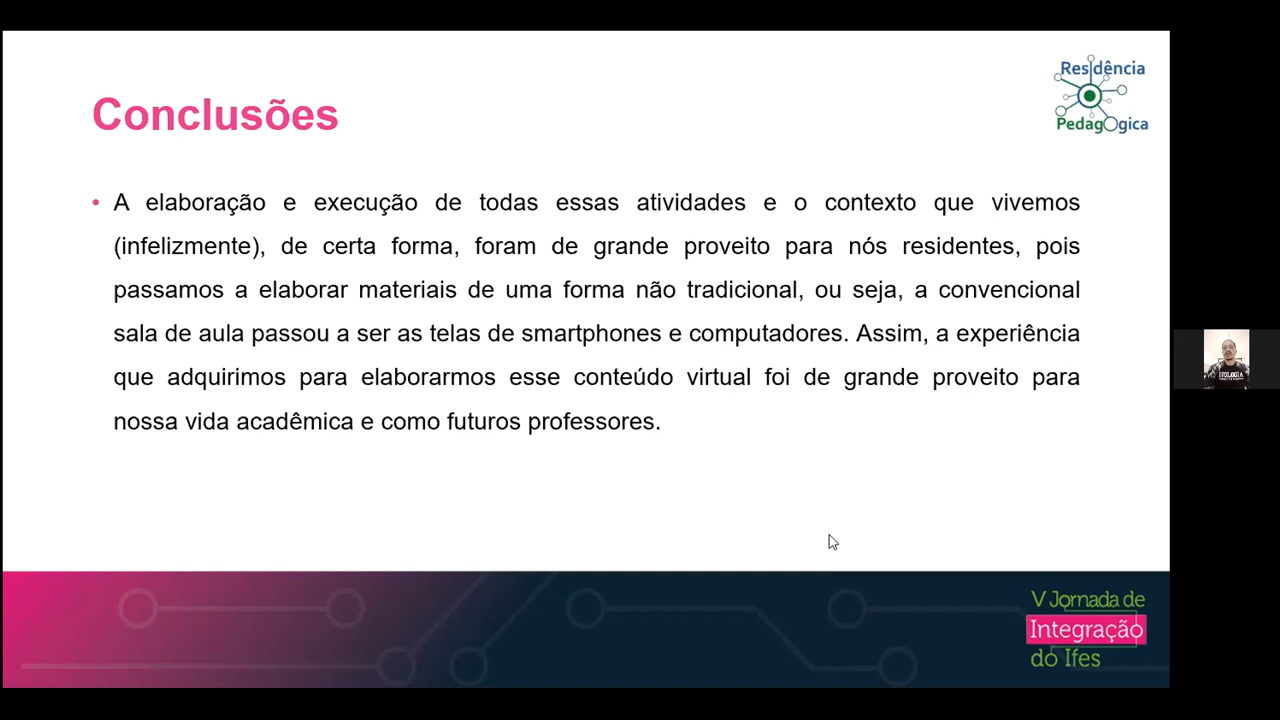 Residência
Pedagógica
Conclusões
• A elaboração e execução de todas essas atividades e o contexto que vivemos
(infelizmente), de certa forma, foram de grande proveito para nós residentes, pois
passamos a elaborar materiais de uma forma não tradicional, ou seja, a convencional
sala de aula passou a ser as telas de smartphones e computadores. Assim, a experiência
que adquirimos para elaborarmos esse conteúdo virtual foi de grande proveito para
nossa vida acadêmica e como futuros professores.
V Jornada de
Integração
do Ifes